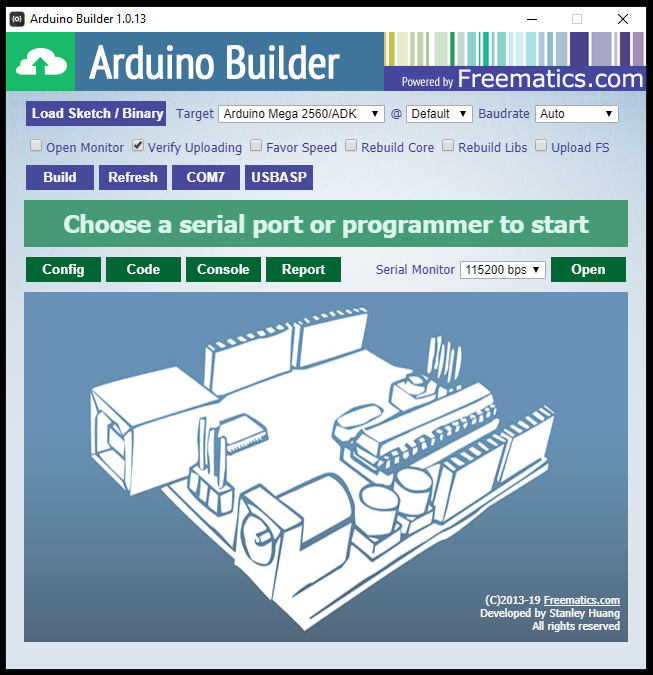 Arduino Builder 1.0.13
Arduino Builder
Powered by Freematics.com
Load Sketch / Binary Target Arduino Mega 2560/ADK @ Default Baudrate Auto
Open Monitor Verify Uploading Favor Speed Rebuild Core Rebuild Libs Upload FS
Build Refresh COM7 USBASP
Choose a serial port or programmer to start
Config Code Console Report Serial Monitor 115200 bps Open
(C)2013-19 Freematics.com
Developed by Stanley Huang
All rights reserved